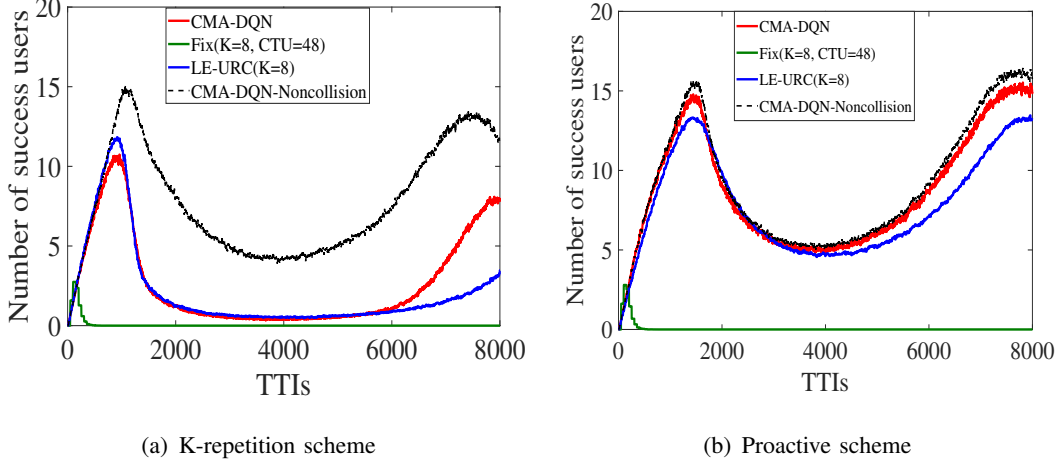 20
15
10
5
0
Number of success users
0 2000 4000 6000 8000
TTIs
CMA-DQN
Fix(K=8, CTU=48)
LE-URC(K=8)
CMA-DQN-Noncollision
(a) K-repetition scheme
20
15
10
5
0
Number of success users
0 2000 4000 6000 8000
TTIs
CMA-DQN
Fix(K=8, CTU=48)
LE-URC(K=8)
CMA-DQN-Noncollision
(b) Proactive scheme